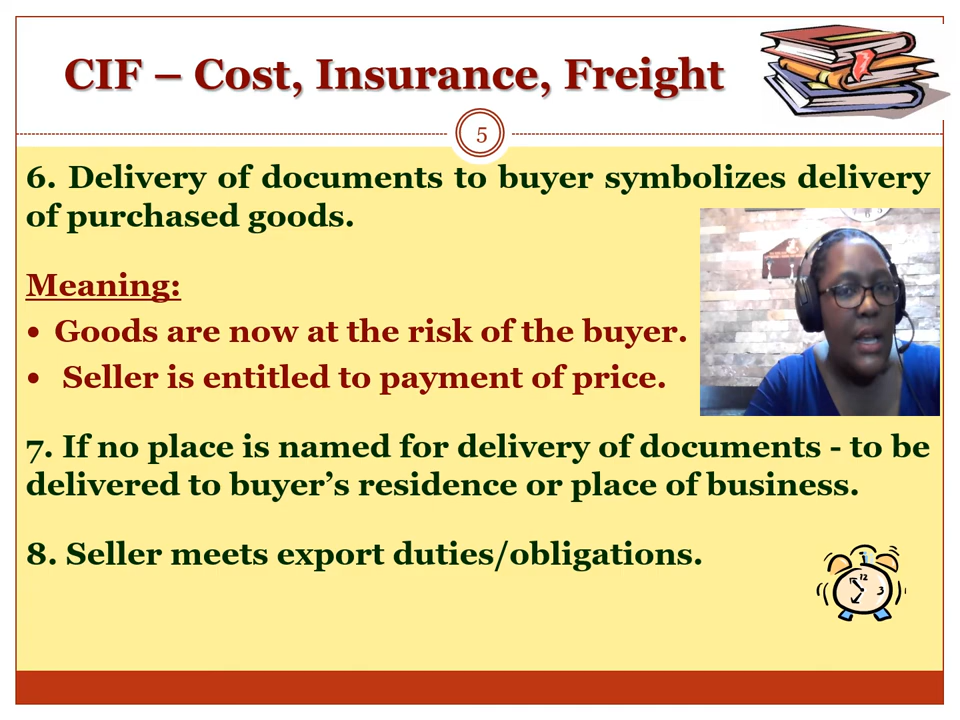 CIF – Cost, Insurance, Freight
5
6. Delivery of documents to buyer symbolizes delivery
of purchased goods.
Meaning:
• Goods are now at the risk of the buyer.
• Seller is entitled to payment of price.
7. If no place is named for delivery of documents - to be
delivered to buyer’s residence or place of business.
8. Seller meets export duties/obligations.
12
3